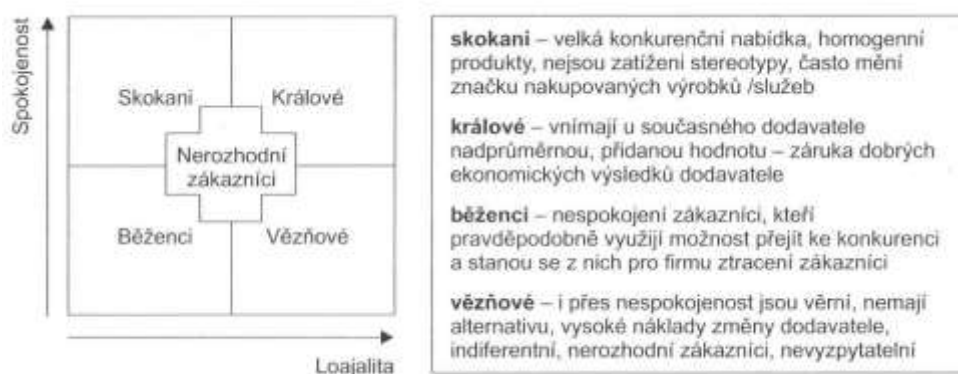 Spokojenost
Skokani
Králové
Nerozhodní
zákazníci
Běženci
Vězňové
Loajalita
skokani – velká konkurenční nabídka, homogenní
produkty, nejsou zatíženi stereotypy, často mění
značku nakupovaných výrobků /služeb
králové – vnímají u současného dodavatele
nadprůměrnou, přidanou hodnotu – záruka dobrých
ekonomických výsledků dodavatele
běženci – nespokojení zákazníci, kteří
pravděpodobně využijí možnost přejít ke konkurenci
a stanou se z nich pro firmu ztracení zákazníci
vězňové – i přes nespokojenost jsou věrní, nemají
alternativu, vysoké náklady změny dodavatele,
indiferentní, nerozhodní zákazníci, nevyzpytatelní